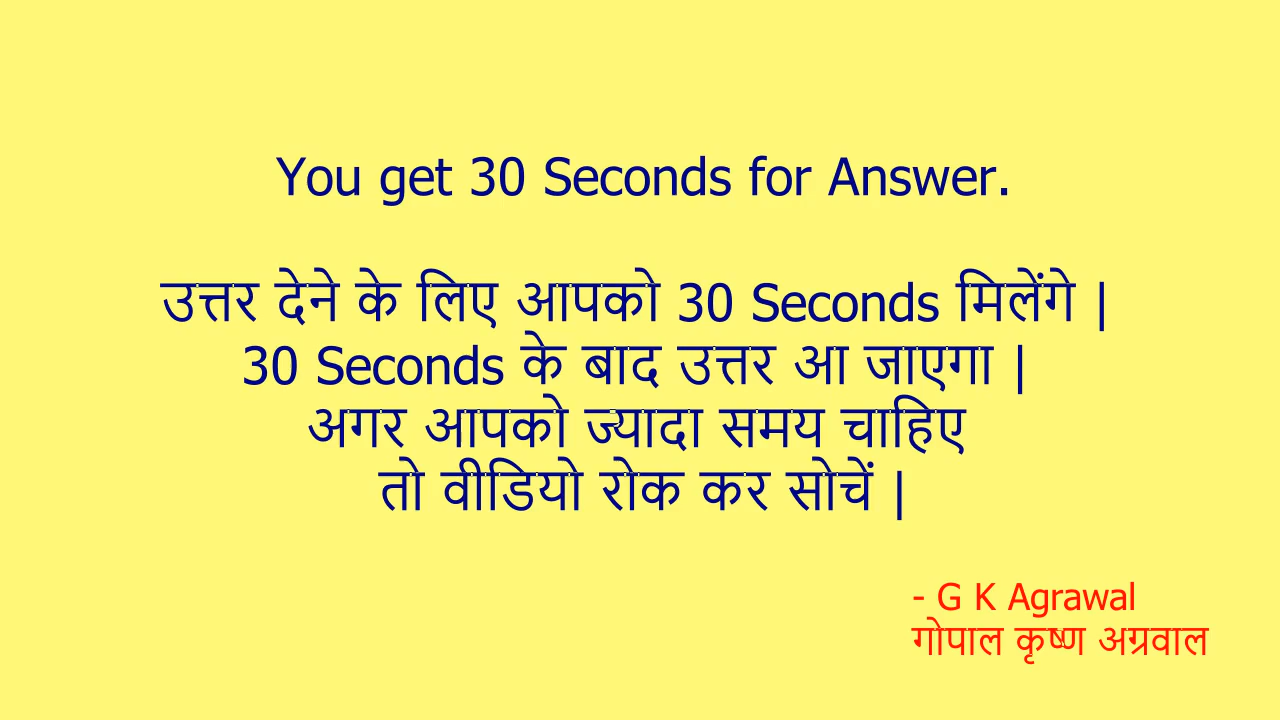 You get 30 Seconds for Answer.
उत्तर देने के लिए आपको 30 Seconds मिलेंगे |
30 Seconds के बाद उत्तर आ जाएगा |
अगर आपको ज्यादा समय चाहिए
तो वीडियो रोक कर सोचें |
- G K Agrawal
गोपाल कृष्ण अग्रवाल